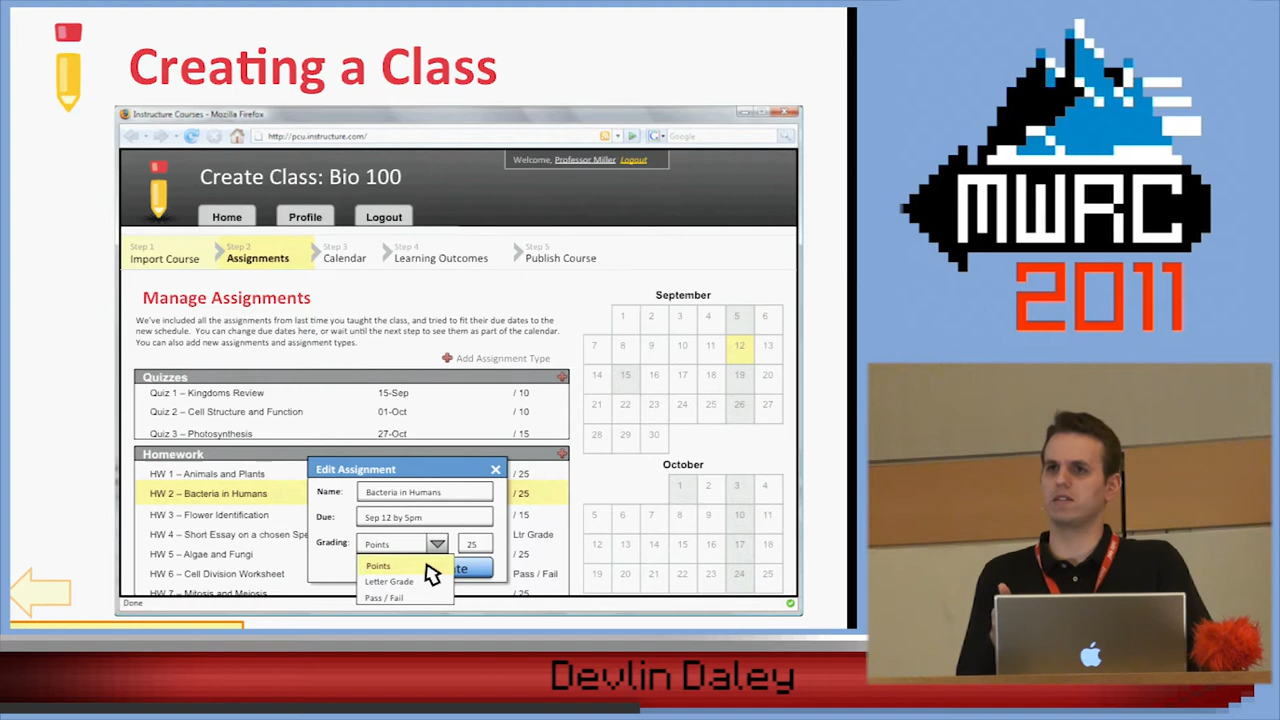 Creating a Class
Instructure Courses - Mozilla Firefox
http://pcu.instructure.com/
Google
Welcome, Professor Miller Logout
Create Class: Bio 100
Home Profile Logout
Step 1 Step 2 Step 3 Step 4 Step 5
Import Course Assignments Calendar Learning Outcomes Publish Course
Manage Assignments
We've included all the assignments from last time you taught the class, and tried to fit their due dates to the
new schedule. You can change due dates here, or wait until the next step to see them as part of the calendar.
You can also add new assignments and assignment types.
Add Assignment Type
Quizzes
Quiz 1 – Kingdoms Review 15-Sep / 10
Quiz 2 – Cell Structure and Function 01-Oct / 10
Quiz 3 – Photosynthesis 27-Oct / 15
Homework
HW 1 – Animals and Plants / 25
HW 2 – Bacteria in Humans / 25
HW 3 – Flower Identification / 25
HW 4 – Short Essay on a chosen Spe Ltr Grade
HW 5 – Algae and Fungi / 25
HW 6 – Cell Division Worksheet Pass / Fail
HW 7 – Mitosis and Meiosis
Edit Assignment
Name: Bacteria in Humans
Due: Sep 12 by 5pm
Grading: Points 25
Points
Letter Grade
Pass / Fail
Done
September
1 2 3 4 5 6
7 8 9 10 11 12 13
14 15 16 17 18 19 20
21 22 23 24 25 26 27
28 29 30
October
1 2 3 4
5 6 7 8 9 10 11
12 13 14 15 16 17 18
19 20 21 22 23 24 25
MWRC
2011
Devlin Daley